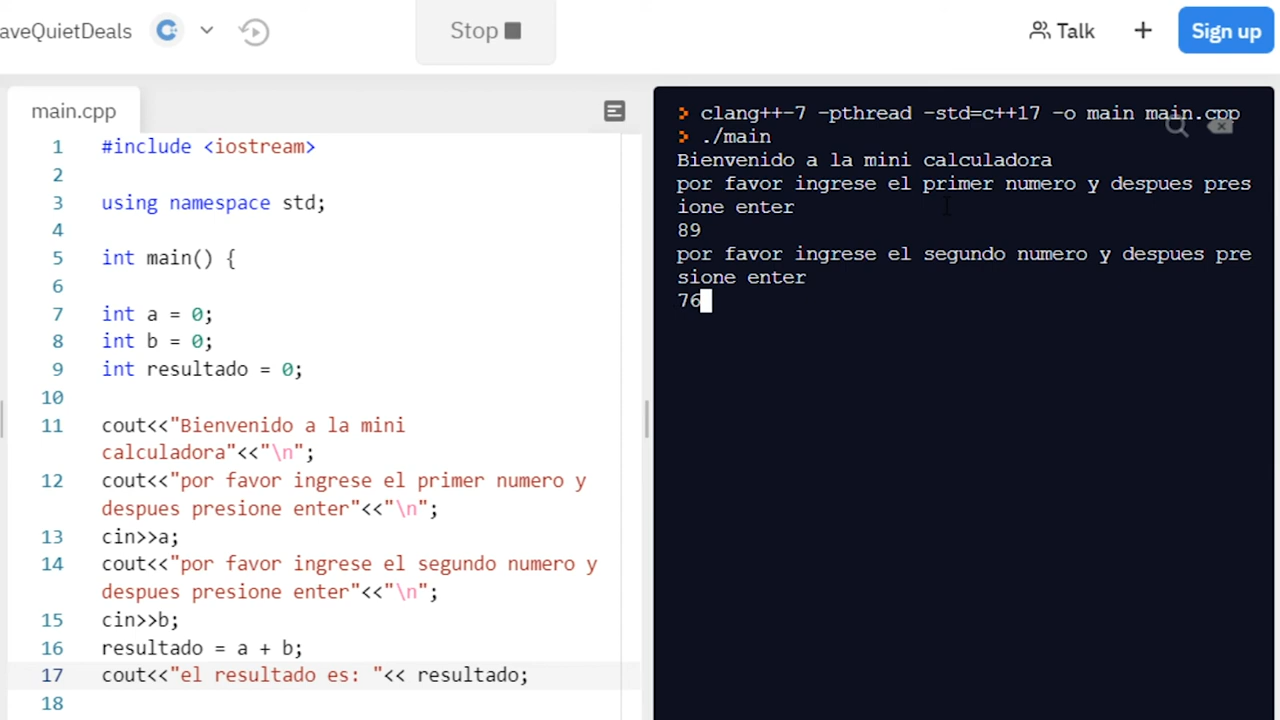 aveQuietDeals
Stop
Talk
+
Sign up
main.cpp
1 #include <iostream>
2
3 using namespace std;
4
5 int main() {
6
7 int a = 0;
8 int b = 0;
9 int resultado = 0;
10
11 cout<<"Bienvenido a la mini
calculadora"<<"\n";
12 cout<<"por favor ingrese el primer numero y
despues presione enter"<<"\n";
13 cin>>a;
14 cout<<"por favor ingrese el segundo numero y
despues presione enter"<<"\n";
15 cin>>b;
16 resultado = a + b;
17 cout<<"el resultado es: "<< resultado;
18
> clang++-7 -pthread -std=c++17 -o main main.cpp
> ./main
Bienvenido a la mini calculadora
por favor ingrese el primer numero y despues pres
ione enter
89
por favor ingrese el segundo numero y despues pre
sione enter
76